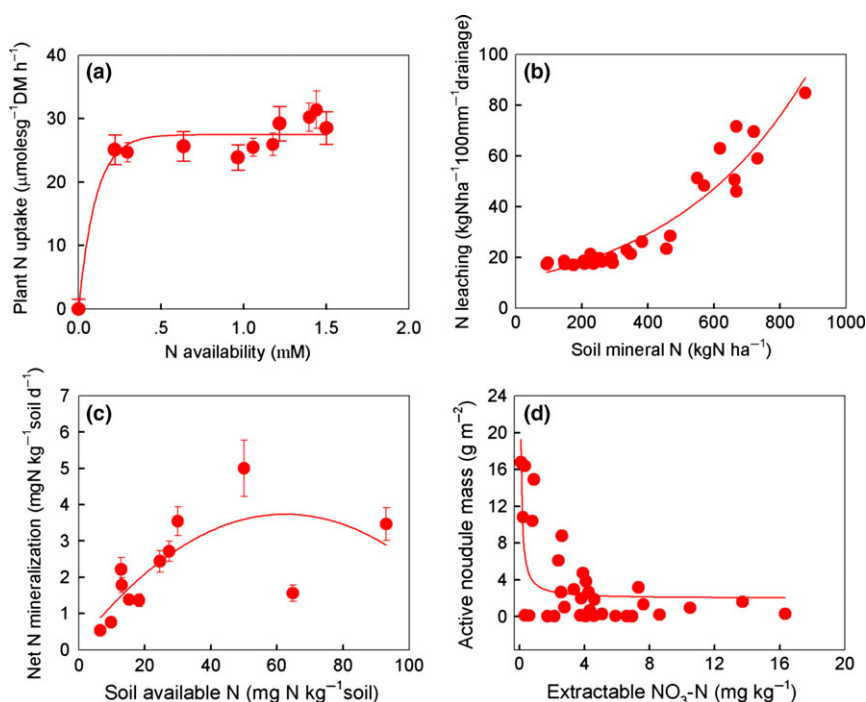 (a)
40
30
20
10
0
0.0 .5 1.0 1.5 2.0
Plant N uptake (µmolesg⁻¹DM h⁻¹)
N availability (mM)
(b)
100
80
60
40
20
0
0 200 400 600 800 1000
N leaching (kgNha⁻¹100mm⁻¹drainage)
Soil mineral N (kgN ha⁻¹)
(c)
7
6
5
4
3
2
1
0
0 20 40 60 80 100
Net N mineralization (mgN kg⁻¹soil d⁻¹)
Soil available N (mg N kg⁻¹soil)
(d)
24
20
16
12
8
4
0
0 4 8 12 16 20
Active noudule mass (g m⁻²)
Extractable NO₃-N (mg kg⁻¹)